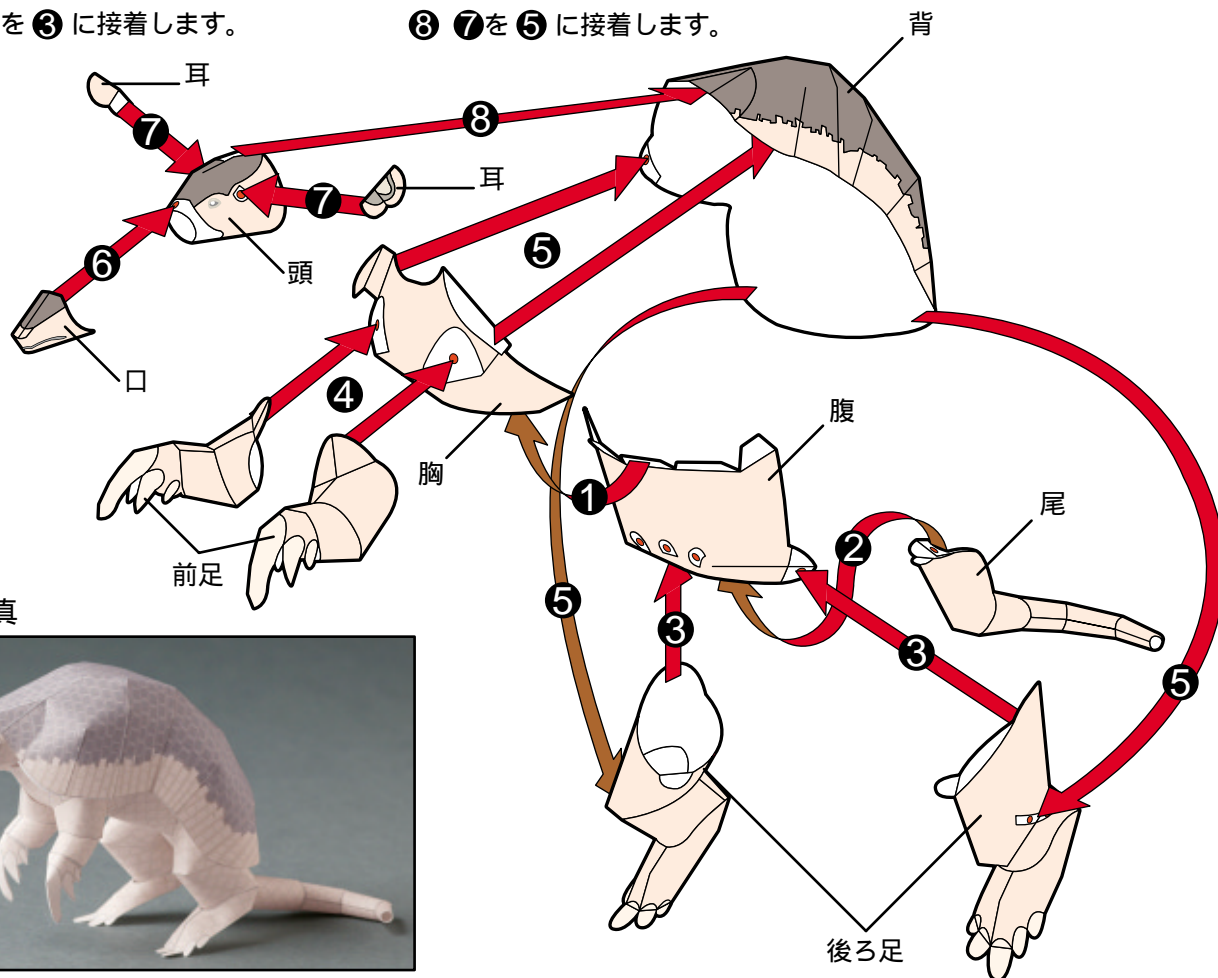 を ❸ に接着します。
❽ ❼を ❺ に接着します。
背
耳
❼
❽
耳
❼
❺
❻
頭
口
❹
腹
胸
❶
尾
❷
前足
❺
❸
❸
真
❺
後ろ足